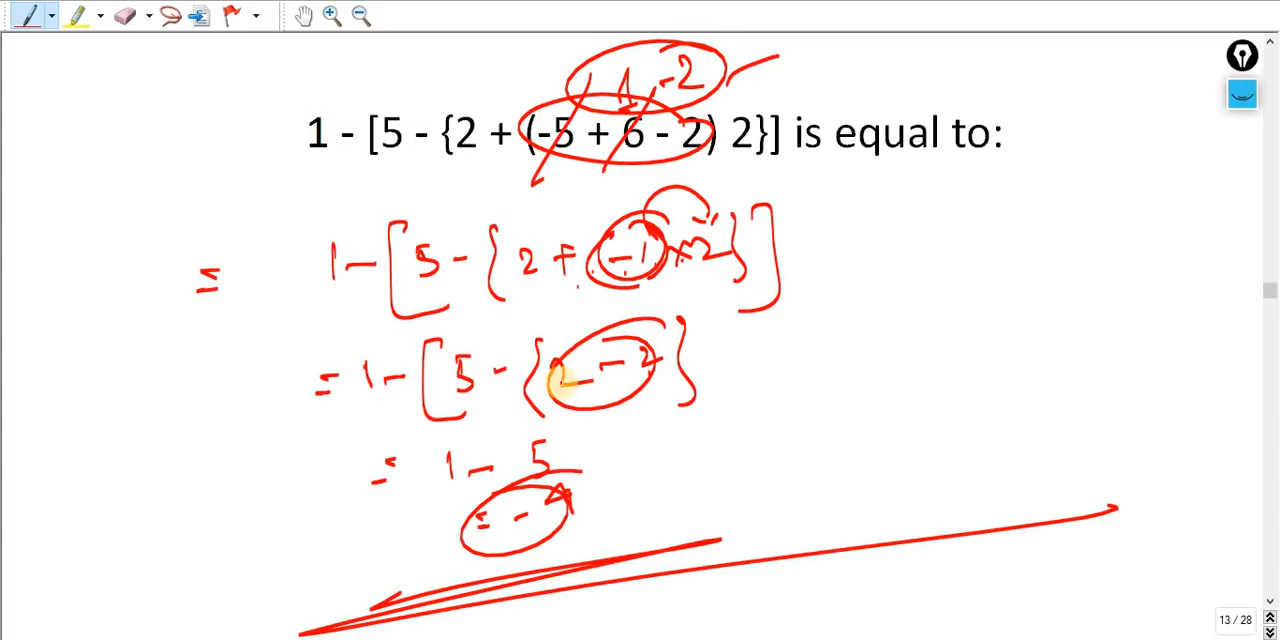 1 -2
1 - [5 - {2 + (-5 + 6 - 2) 2}] is equal to:
= 1 - [5 - {2 + -1 × 2}]
= 1 - [5 - {2 - 2}
= 1 - 5
= - 4
13 / 28